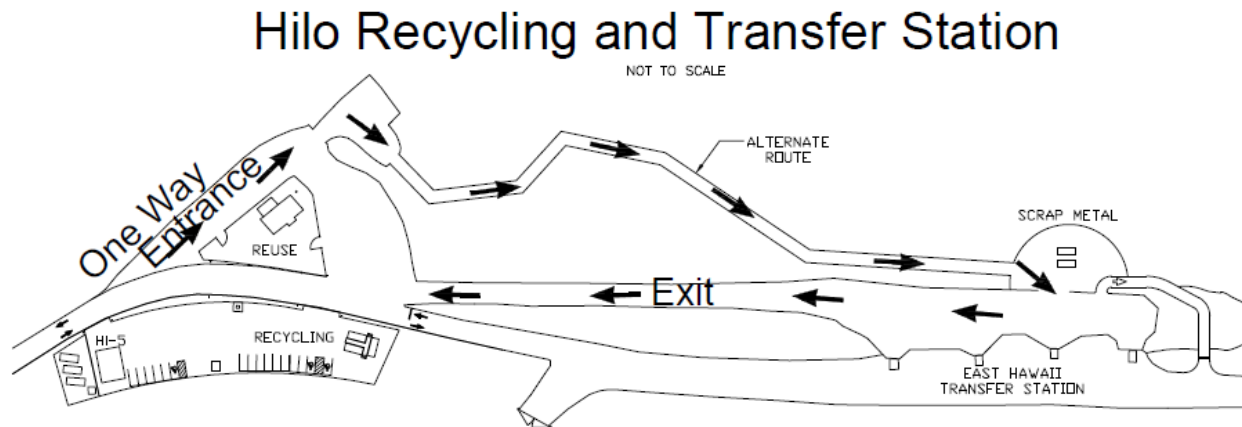 Hilo Recycling and Transfer Station
NOT TO SCALE
ALTERNATE
ROUTE
One Way
Entrance
SCRAP METAL
REUSE
Exit
HI-5
RECYCLING
EAST HAWAII
TRANSFER STATION